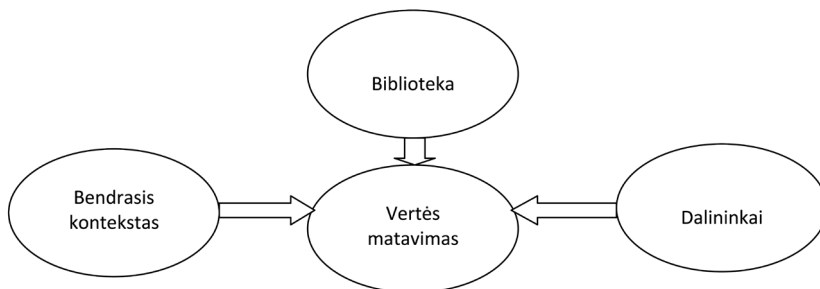 Biblioteka
Bendrasis
kontekstas
Vertės
matavimas
Dalininkai